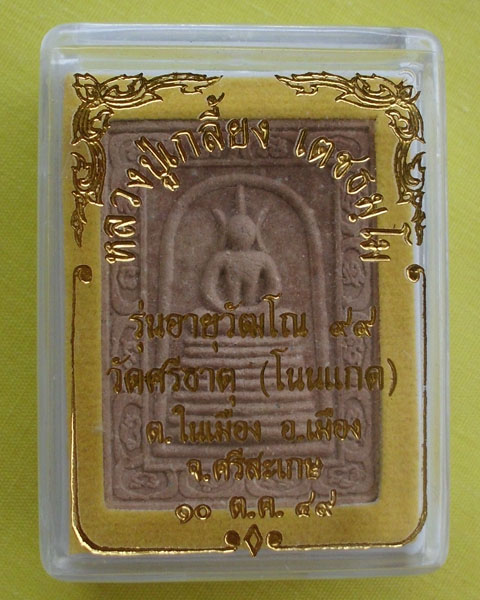 หลวงปู่เกลี้ยง เตชธมฺโม
รุ่นอายุวัฒโณ ๙๙
วัดศรีธาตุ (โนนแกด)
ต.ในเมือง อ.เมือง
จ.ศรีสะเกษ
๑๐ ต.ค. ๔๙